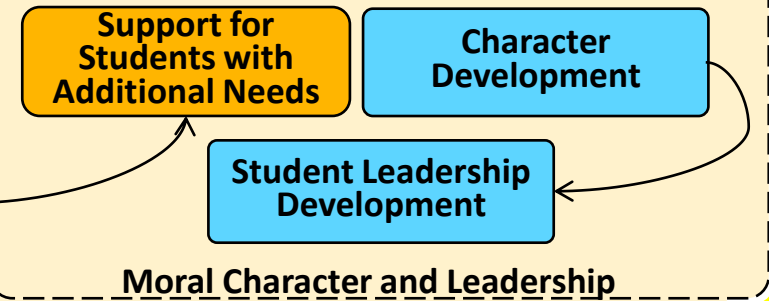 Support for
Students with
Additional Needs
Character
Development
Student Leadership
Development
Moral Character and Leadership